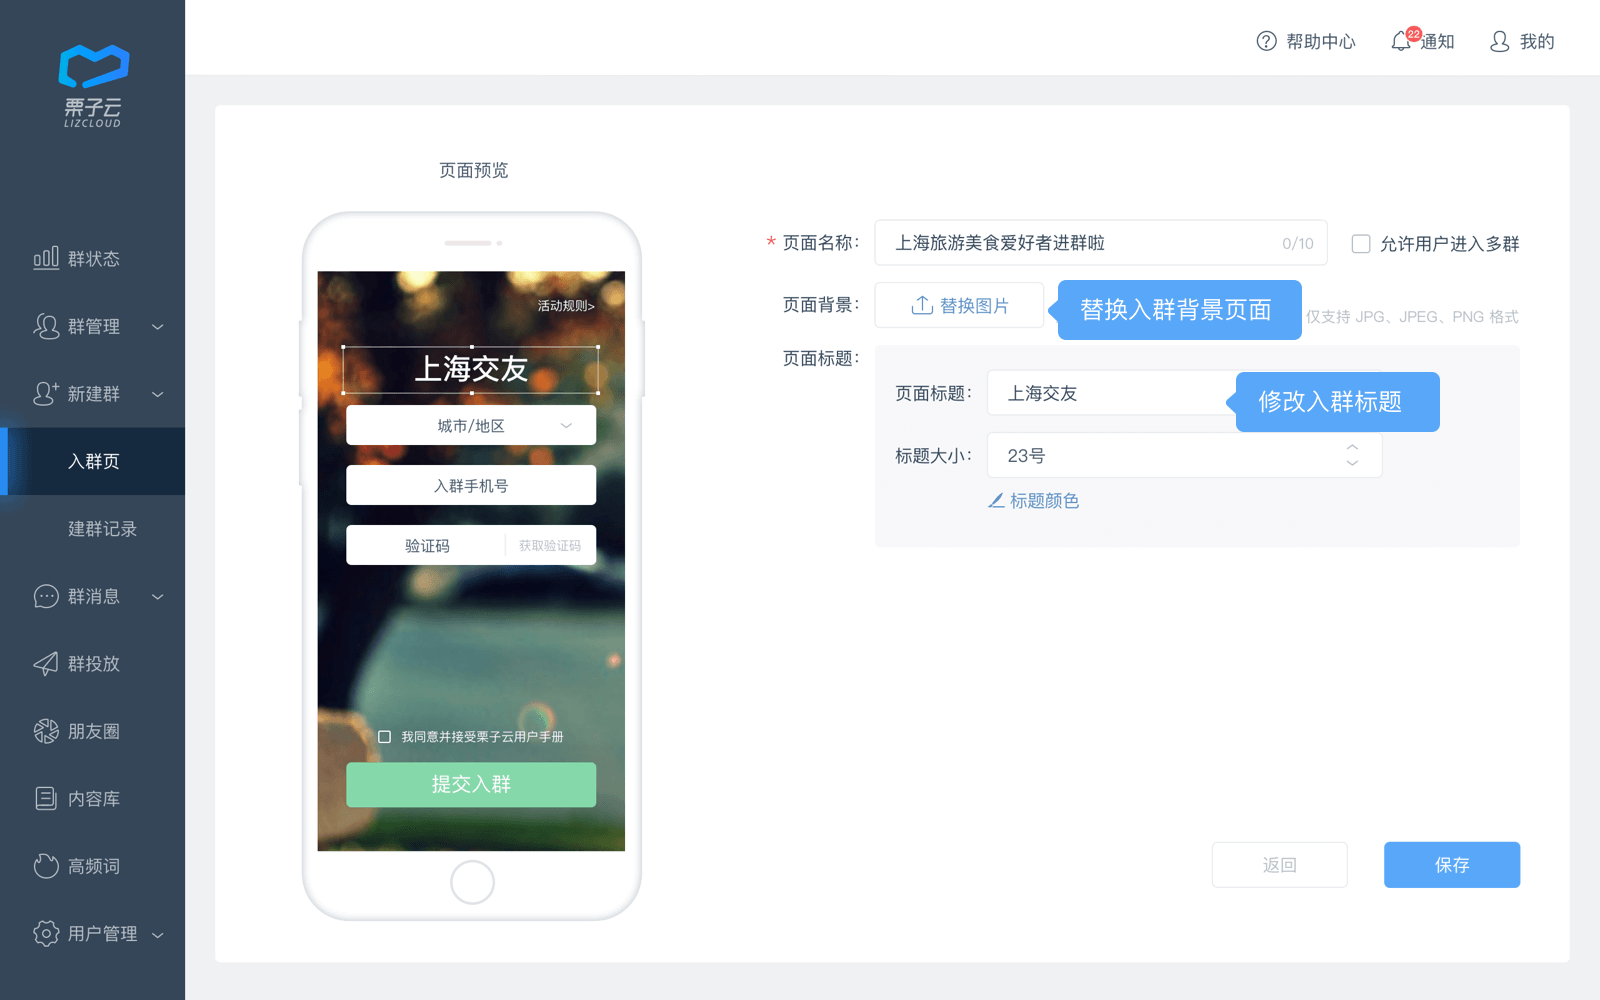 栗子云
LIZCLOUD
帮助中心
22
通知
我的
群状态
群管理
新建群
入群页
建群记录
群消息
群投放
朋友圈
内容库
高频词
用户管理
页面预览
活动规则>
上海交友
城市/地区
入群手机号
验证码
获取验证码
我同意并接受栗子云用户手册
提交入群
* 页面名称：
上海旅游美食爱好者进群啦
0/10
允许用户进入多群
页面背景：
替换图片
替换入群背景页面
仅支持 JPG、JPEG、PNG 格式
页面标题：
页面标题：
上海交友
修改入群标题
标题大小：
23号
标题颜色
返回
保存